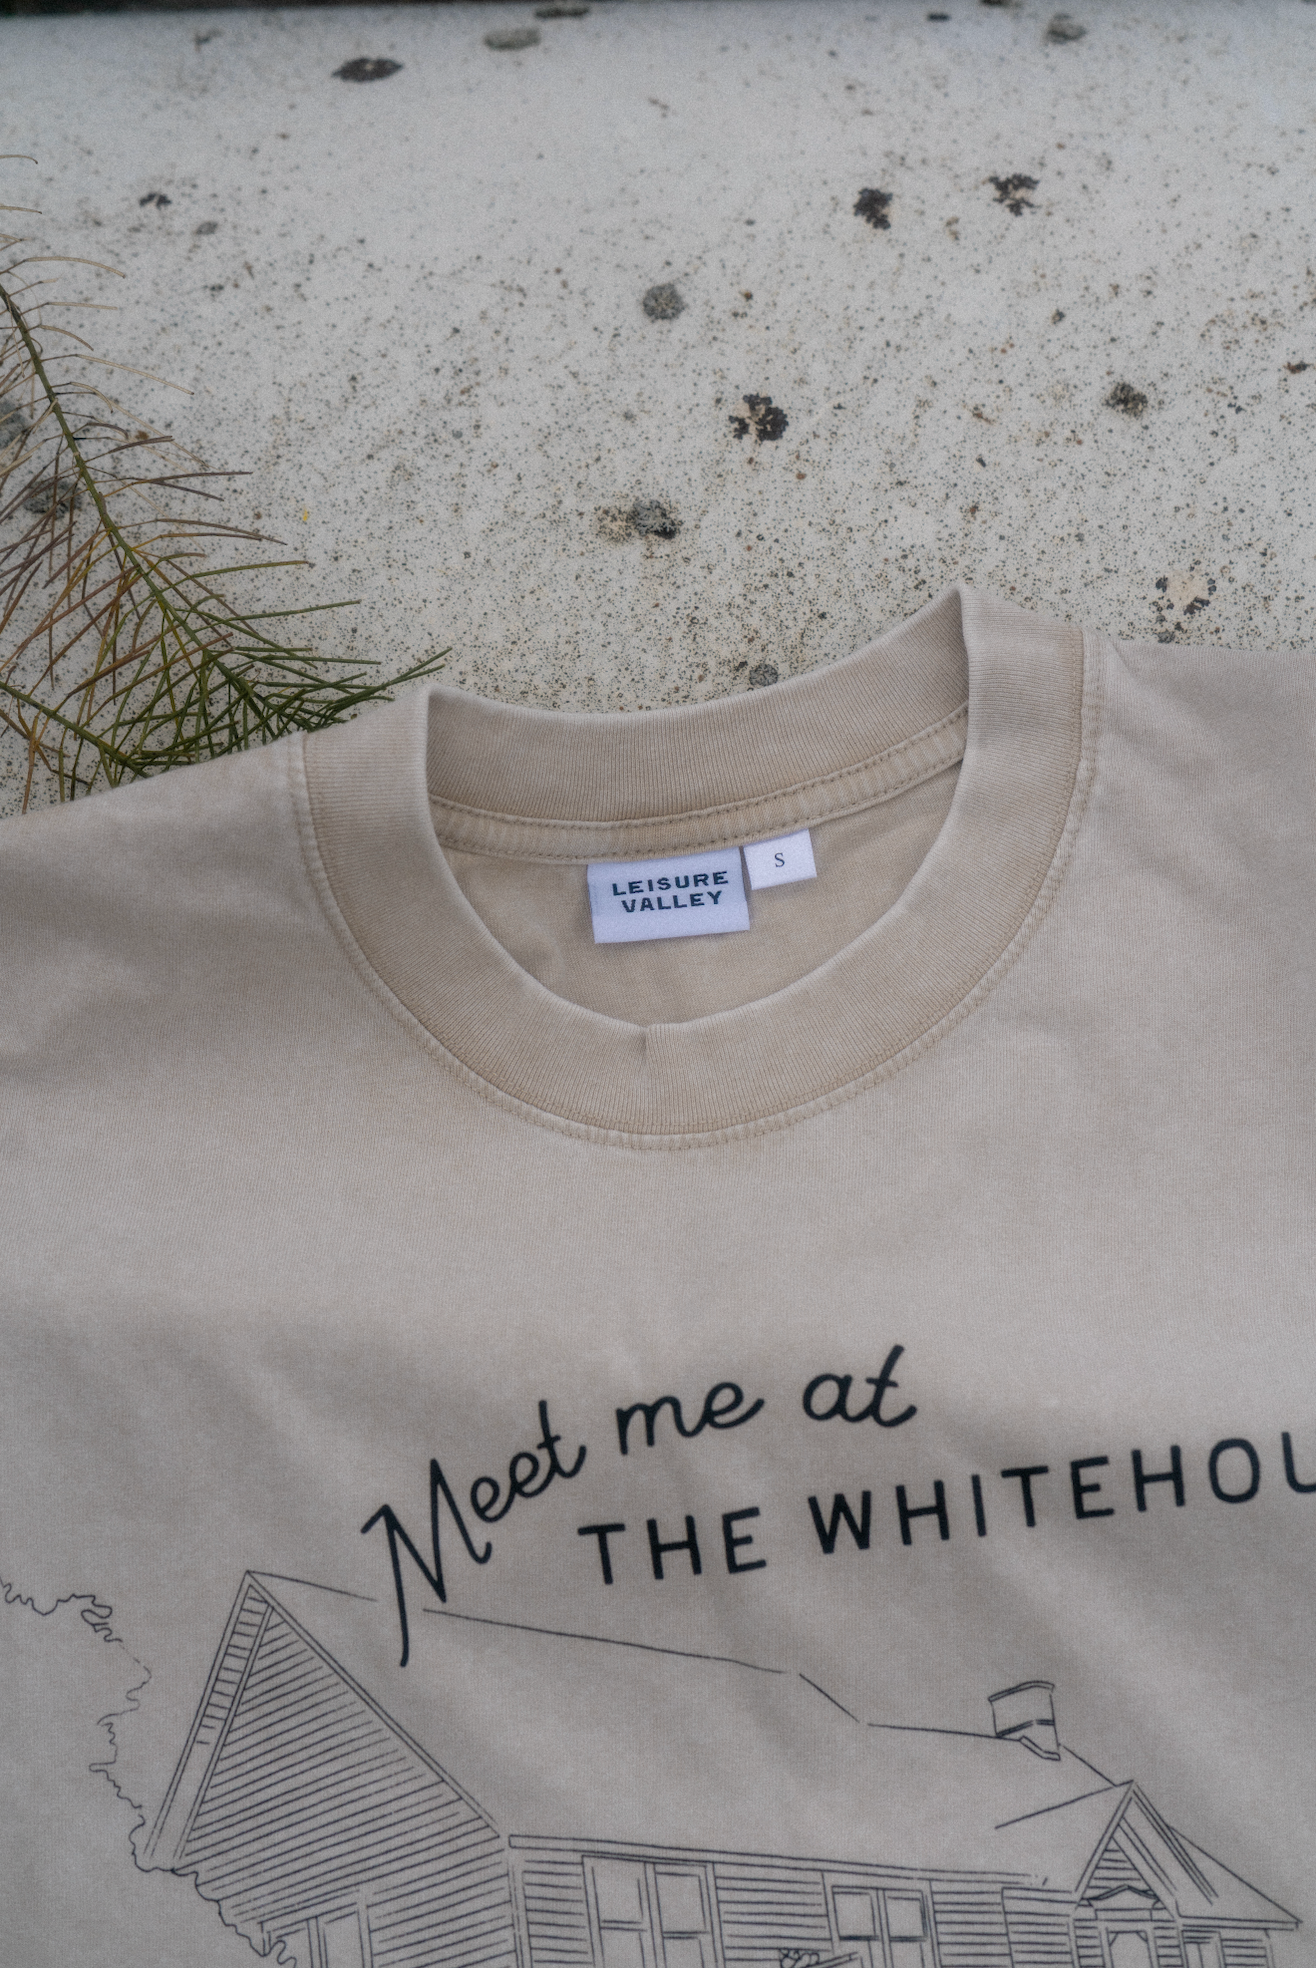 LEISURE
VALLEY
S
Meet me at
THE WHITEHOU